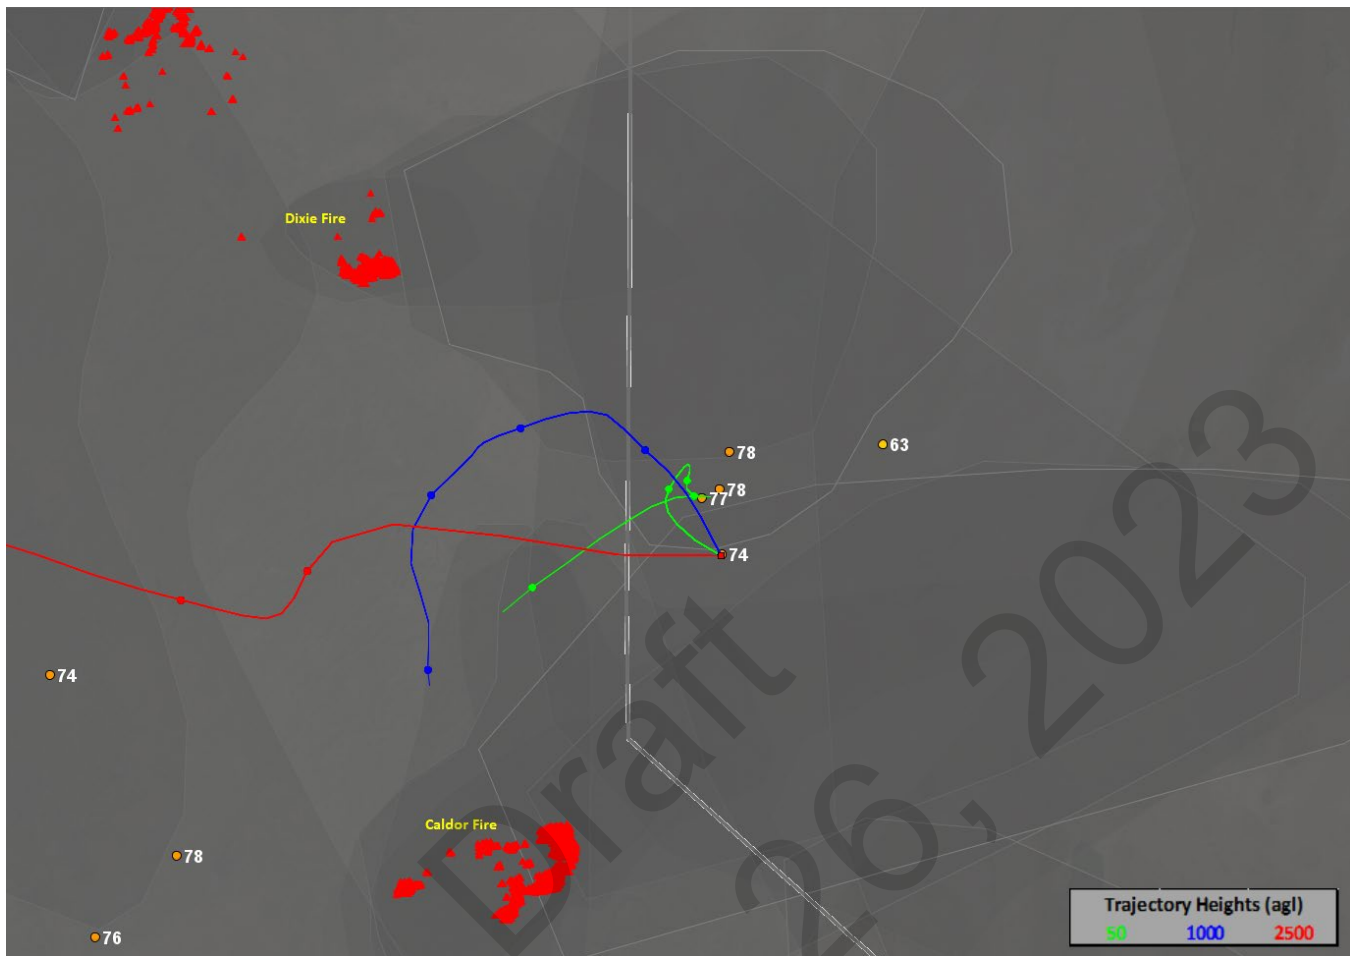 Dixie Fire
63
78
78
77
74
74
Caldor Fire
78
76
Trajectory Heights (agl)
50 1000 2500
Draft
26, 2023